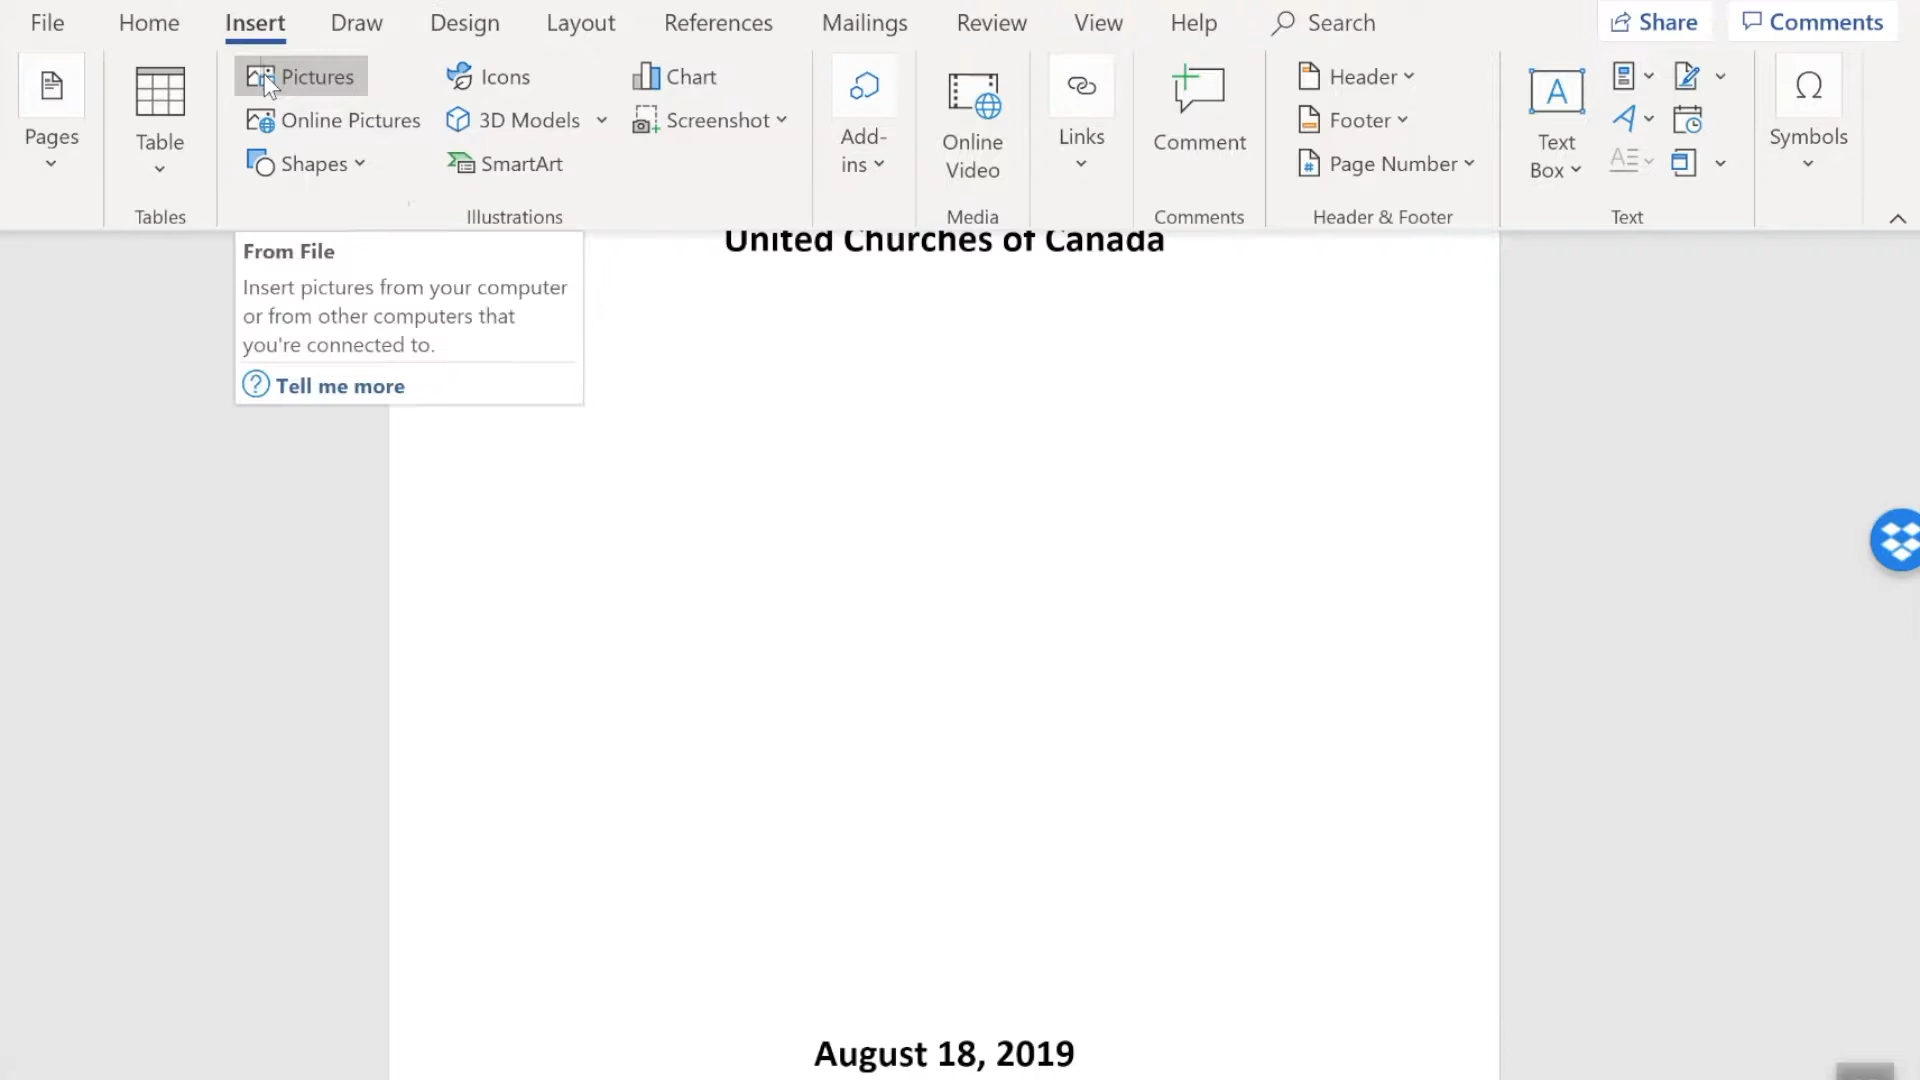 File Home Insert Draw Design Layout References Mailings Review View Help Search Share Comments
Pages
Table
Tables
Pictures
Online Pictures
Shapes
Icons
3D Models
SmartArt
Chart
Screenshot
Illustrations
Add-
ins
Online
Video
Media
Links
Comment
Comments
Header
Footer
Page Number
Header & Footer
A
Text
Box
Text
Ω
Symbols
From File
Insert pictures from your computer
or from other computers that
you're connected to.
? Tell me more
United Churches of Canada
August 18, 2019